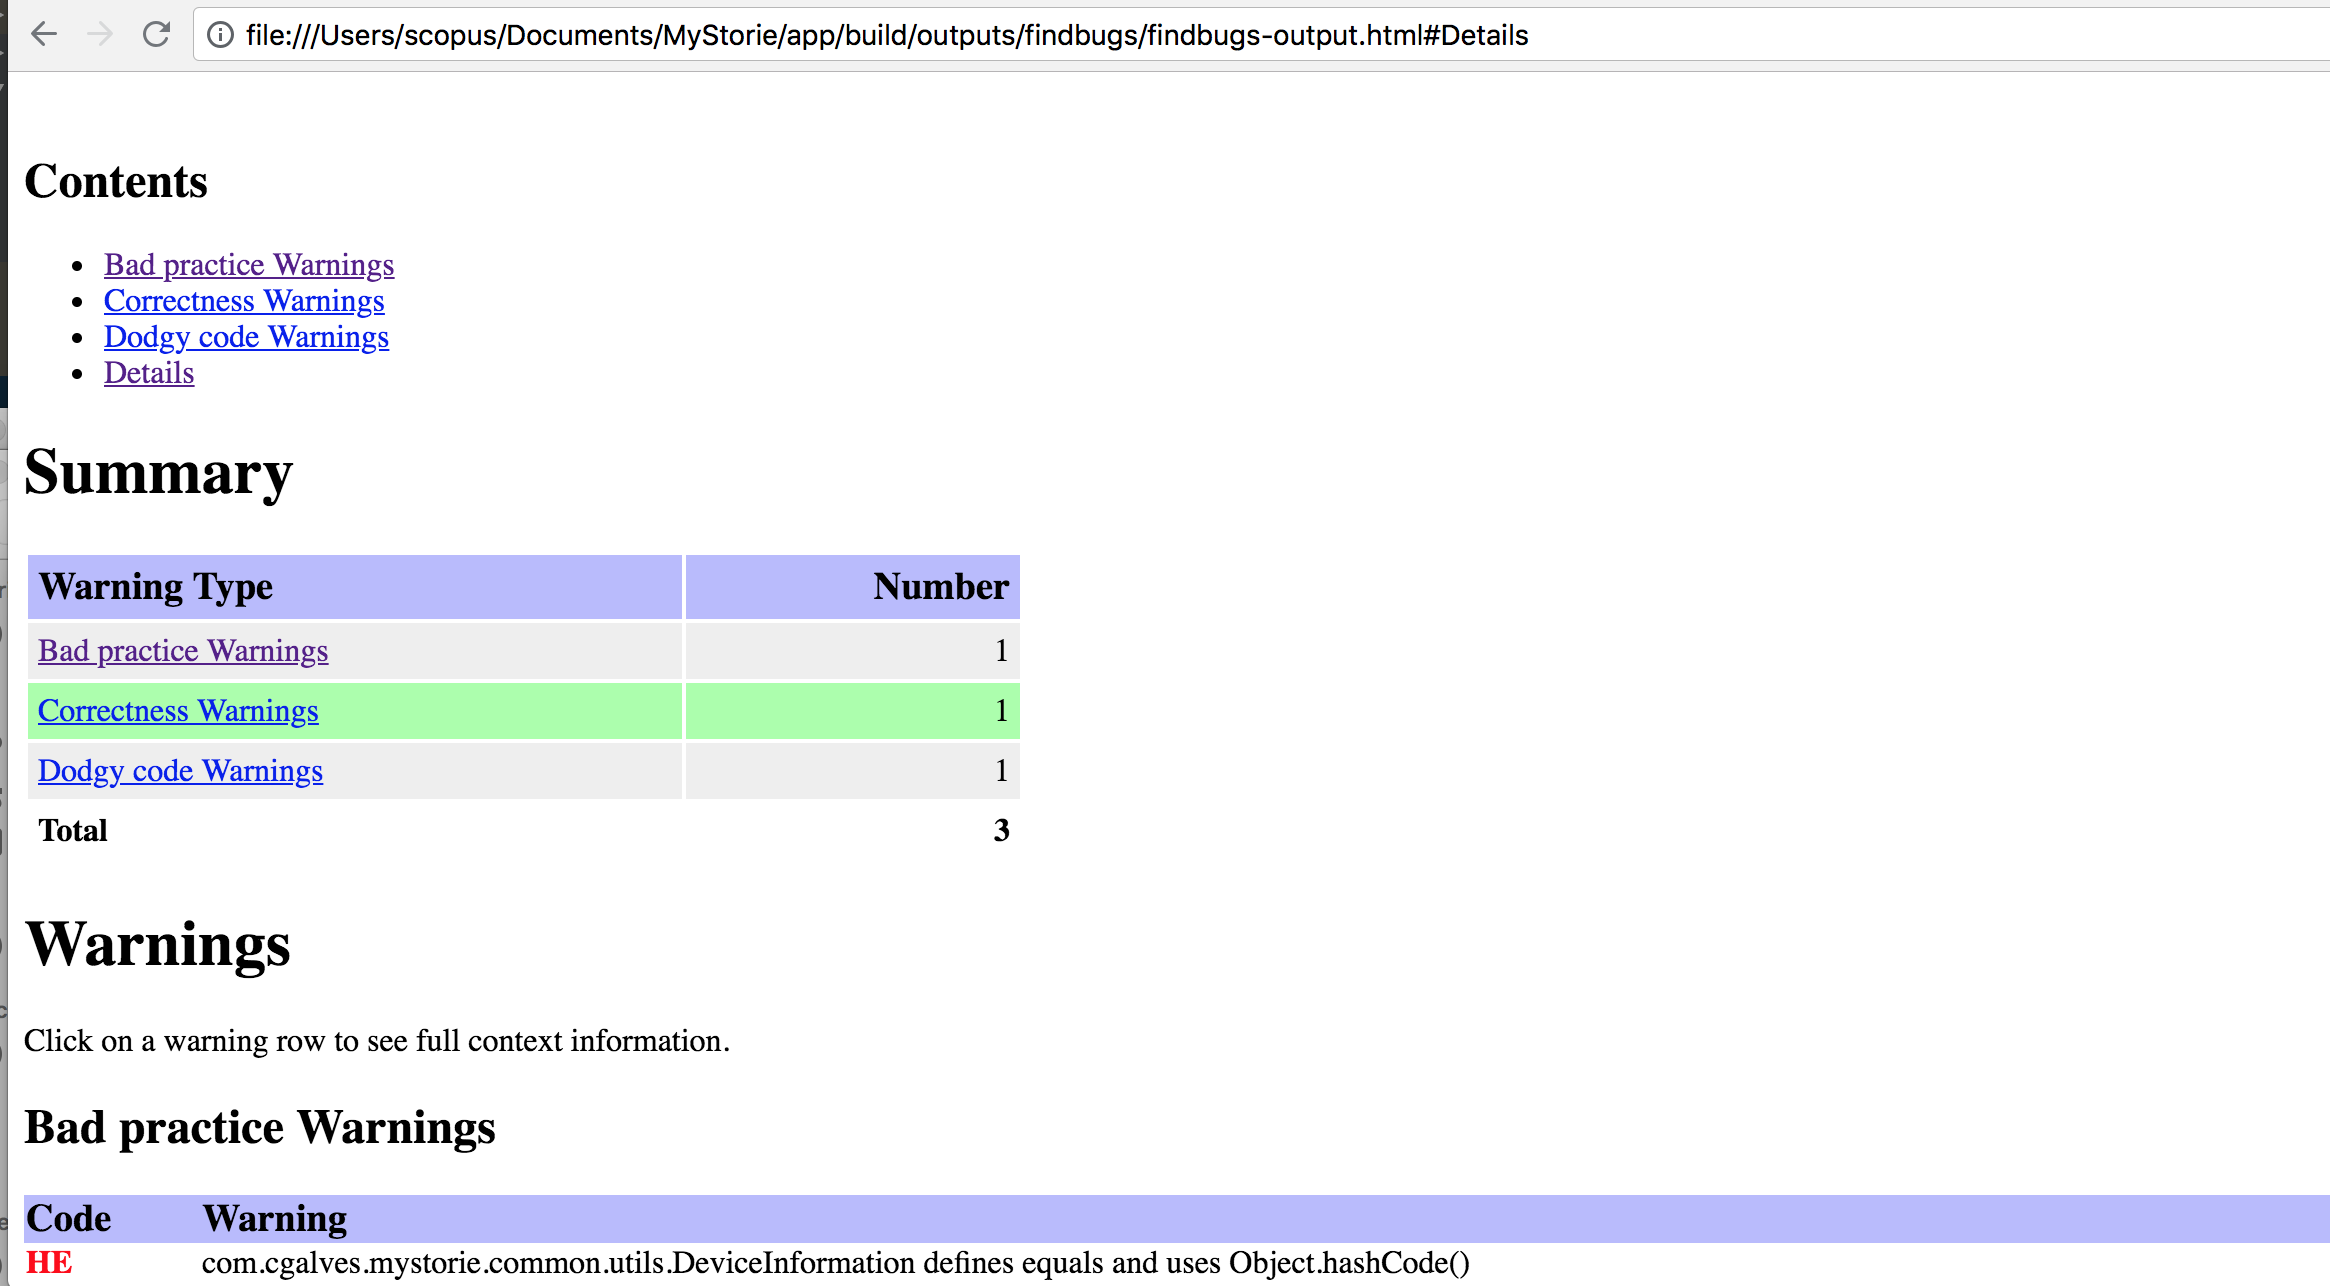 file:///Users/scopus/Documents/MyStorie/app/build/outputs/findbugs/findbugs-output.html#Details
Contents
Bad practice Warnings
Correctness Warnings
Dodgy code Warnings
Details
Summary
Warning Type Number
Bad practice Warnings 1
Correctness Warnings 1
Dodgy code Warnings 1
Total 3
Warnings
Click on a warning row to see full context information.
Bad practice Warnings
Code Warning
HE com.cgalves.mystorie.common.utils.DeviceInformation defines equals and uses Object.hashCode()